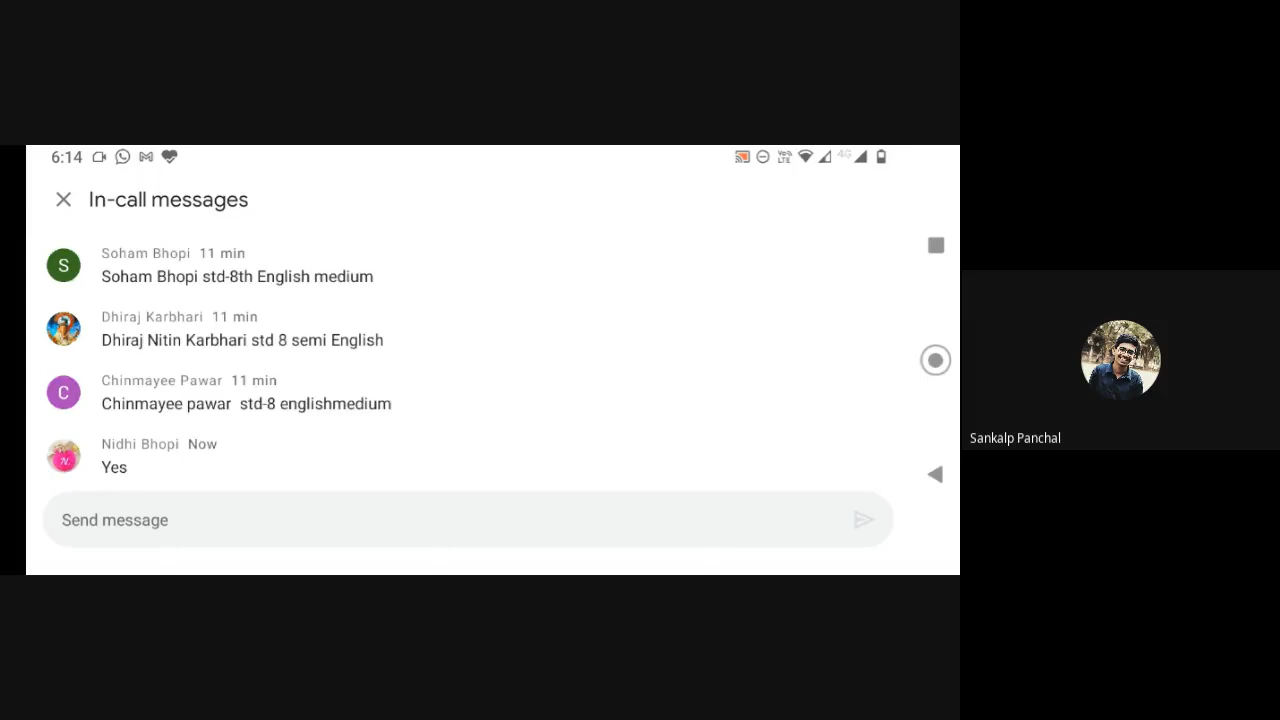 6:14
VoLTE 4G
In-call messages
Soham Bhopi 11 min
S
Soham Bhopi std-8th English medium
Dhiraj Karbhari 11 min
Dhiraj Nitin Karbhari std 8 semi English
Chinmayee Pawar 11 min
C
Chinmayee pawar  std-8 englishmedium
Nidhi Bhopi Now
N.
Yes
Send message
Sankalp Panchal